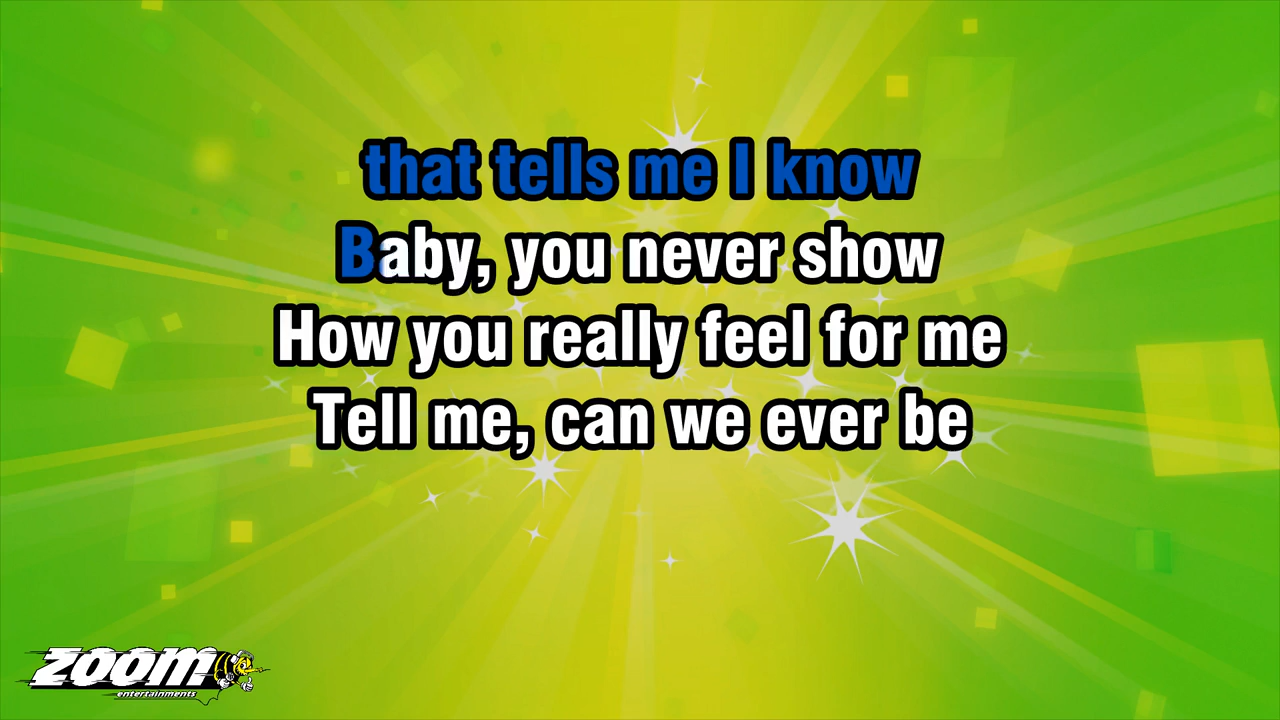 that tells me I know
Baby, you never show
How you really feel for me
Tell me, can we ever be
zoom
entertainments